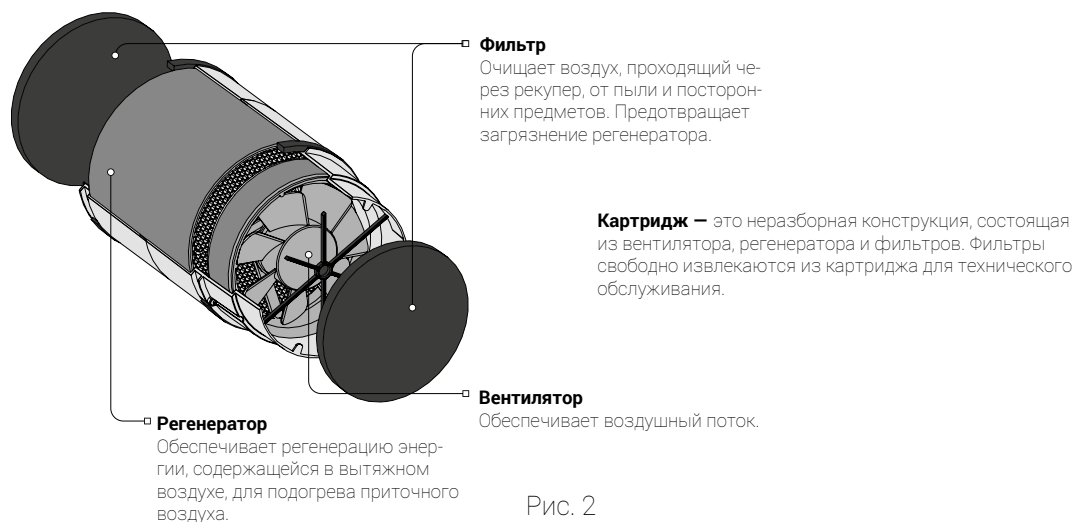 Фильтр
Очищает воздух, проходящий че-
рез рекупер, от пыли и посторон-
них предметов. Предотвращает
загрязнение регенератора.
Картридж — это неразборная конструкция, состоящая
из вентилятора, регенератора и фильтров. Фильтры
свободно извлекаются из картриджа для технического
обслуживания.
Вентилятор
Обеспечивает воздушный поток.
Регенератор
Обеспечивает регенерацию энер-
гии, содержащейся в вытяжном
воздухе, для подогрева приточного
воздуха.
Рис. 2